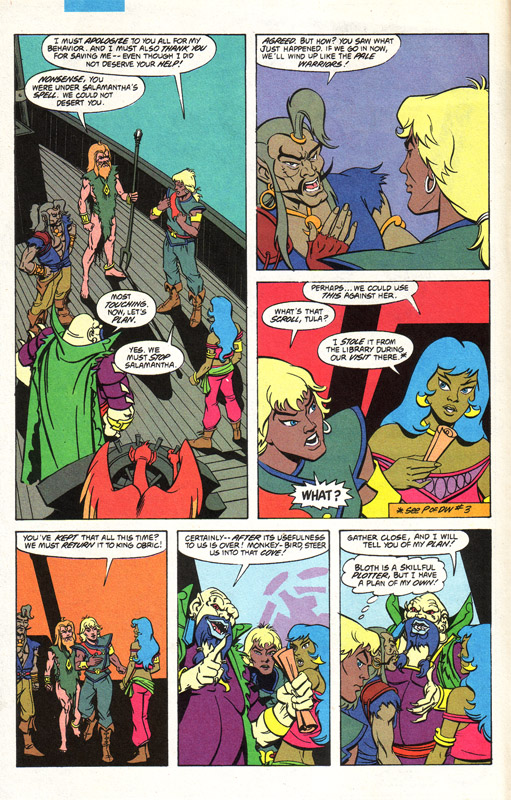 I MUST APOLOGIZE TO YOU ALL FOR MY
BEHAVIOR. AND I MUST ALSO THANK YOU
FOR SAVING ME-- EVEN THOUGH I DID
NOT DESERVE YOUR HELP!
NONSENSE, YOU
WERE UNDER SALAMANTHA'S
SPELL. WE COULD NOT
DESERT YOU.
MOST
TOUCHING.
NOW, LET'S
PLAN.
YES. WE
MUST STOP
SALAMANTHA.
AGREED. BUT HOW? YOU SAW WHAT
JUST HAPPENED. IF WE GO IN NOW,
WE'LL WIND UP LIKE THE PALE
WARRIORS!
PERHAPS... WE COULD USE
THIS AGAINST HER.
WHAT'S THAT
SCROLL, TULA?
I STOLE IT FROM
THE LIBRARY DURING
OUR VISIT THERE.*
WHAT?
* SEE P OF DW #3
YOU'VE KEPT THAT ALL THIS TIME?
WE MUST RETURN IT TO KING OBRIC!
CERTAINLY-- AFTER ITS USEFULNESS
TO US IS OVER! MONKEY-BIRD, STEER
US INTO THAT COVE!
GATHER CLOSE, AND I WILL
TELL YOU OF MY PLAN!
BLOTH IS A SKILLFUL
PLOTTER, BUT I HAVE
A PLAN OF MY OWN!